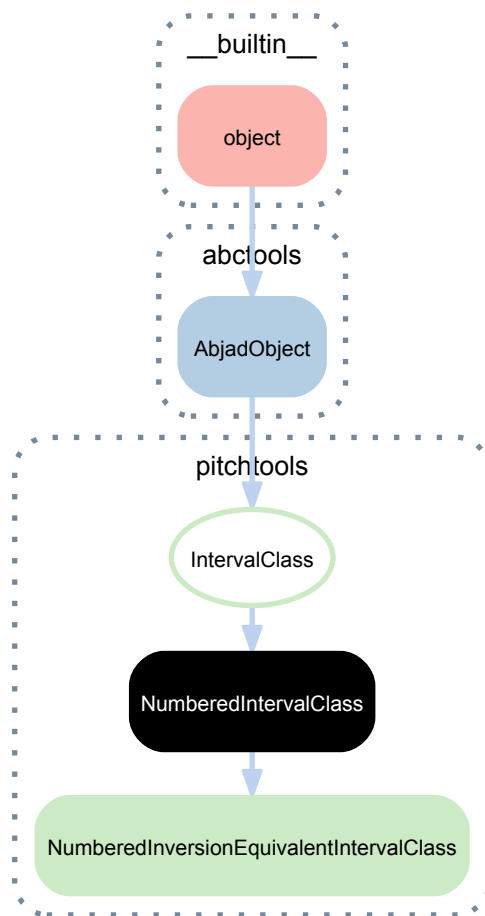 __builtin__
object
abctools
AbjadObject
pitchtools
IntervalClass
NumberedIntervalClass
NumberedInversionEquivalentIntervalClass